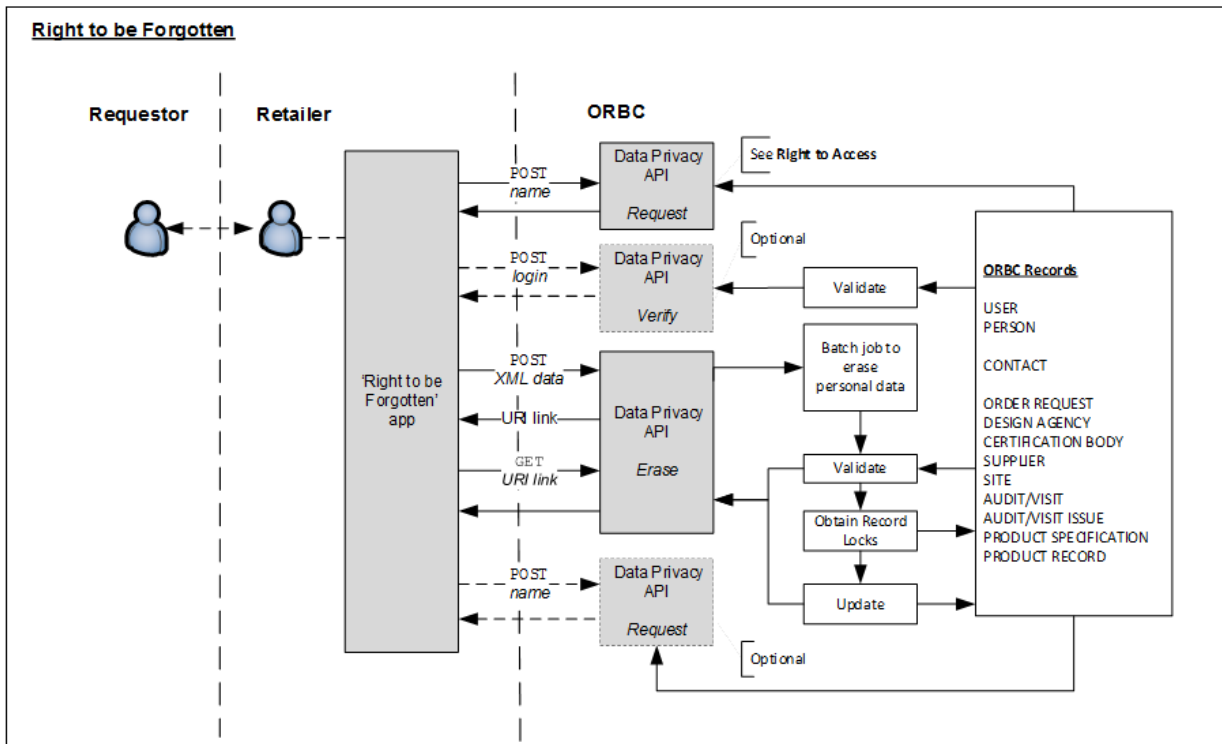 Right to be Forgotten
Requestor
Retailer
ORBC
'Right to be
Forgotten'
app
POST
name
Data Privacy
API
Request
See Right to Access
POST
login
Data Privacy
API
Verify
Optional
Validate
POST
XML data
URI link
GET
URI link
Data Privacy
API
Erase
Batch job to
erase
personal data
Validate
Obtain Record
Locks
Update
POST
name
Data Privacy
API
Request
Optional
ORBC Records
USER
PERSON
CONTACT
ORDER REQUEST
DESIGN AGENCY
CERTIFICATION BODY
SUPPLIER
SITE
AUDIT/VISIT
AUDIT/VISIT ISSUE
PRODUCT SPECIFICATION
PRODUCT RECORD